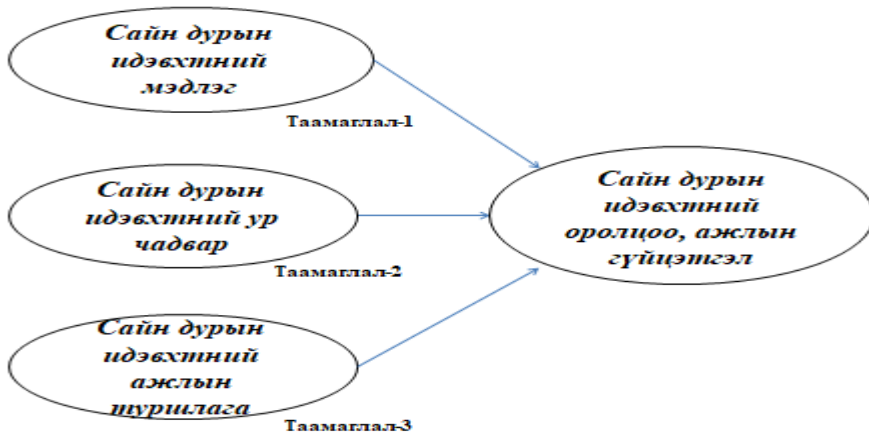 Сайн дурын
идэвхтний
мэдлэг
Таамаглал-1
Сайн дурын
идэвхтний ур
чадвар
Таамаглал-2
Сайн дурын
идэвхтний
ажлын
туршлага
Таамаглал-3
Сайн дурын
идэвхтний
оролцоо, ажлын
гүйцэтгэл